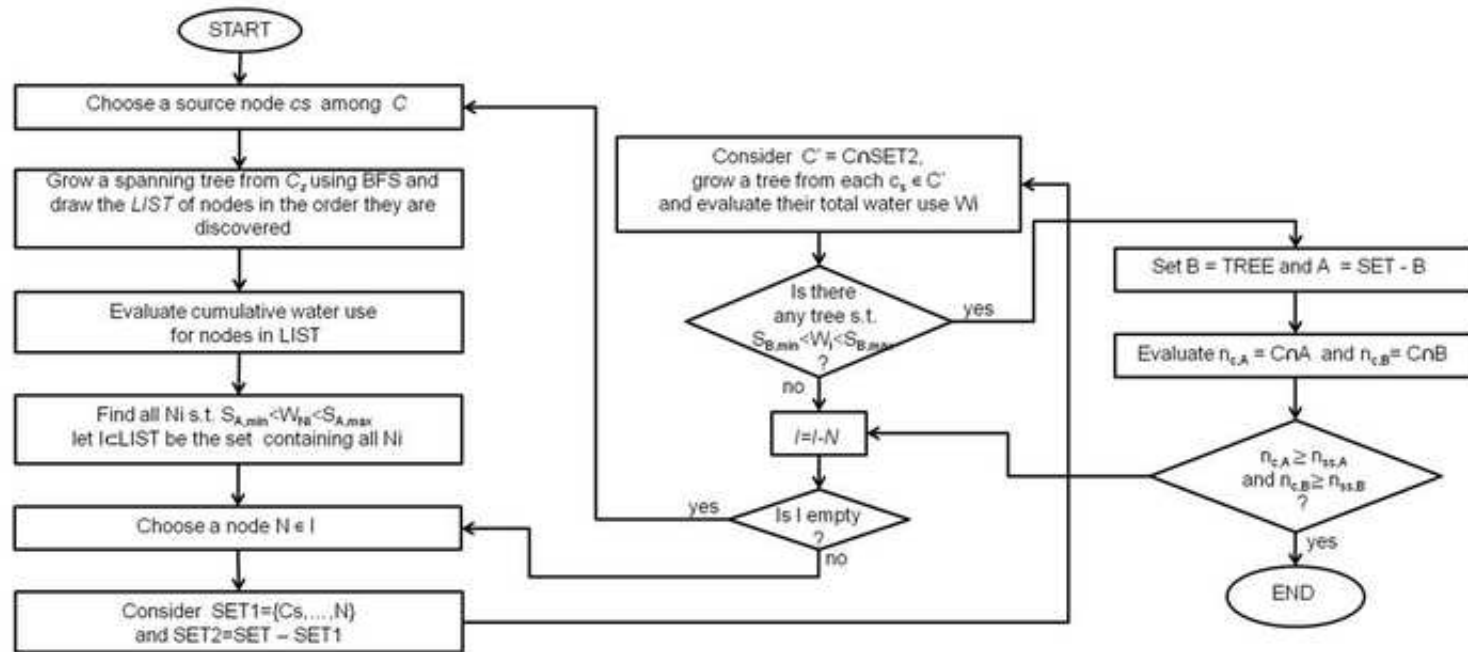 START
Choose a source node cs among C
Grow a spanning tree from Cs using BFS and
draw the LIST of nodes in the order they are
discovered
Evaluate cumulative water use
for nodes in LIST
Find all Ni s.t. SA,min<WNi<SA,max
let I⊂LIST be the set containing all Ni
Choose a node N ∈ I
Consider SET1={Cs,...,N}
and SET2=SET – SET1
Consider C' = C∩SET2,
grow a tree from each cs ∈ C'
and evaluate their total water use Wi
Is there
any tree s.t.
SB,min<Wi<SB,max
?
yes
no
I=I-N
Is I empty
?
yes
no
Set B = TREE and A = SET - B
Evaluate nc,A = C∩A and nc,B= C∩B
nc,A ≥ nss,A
and nc,B ≥ nss,B
?
yes
END